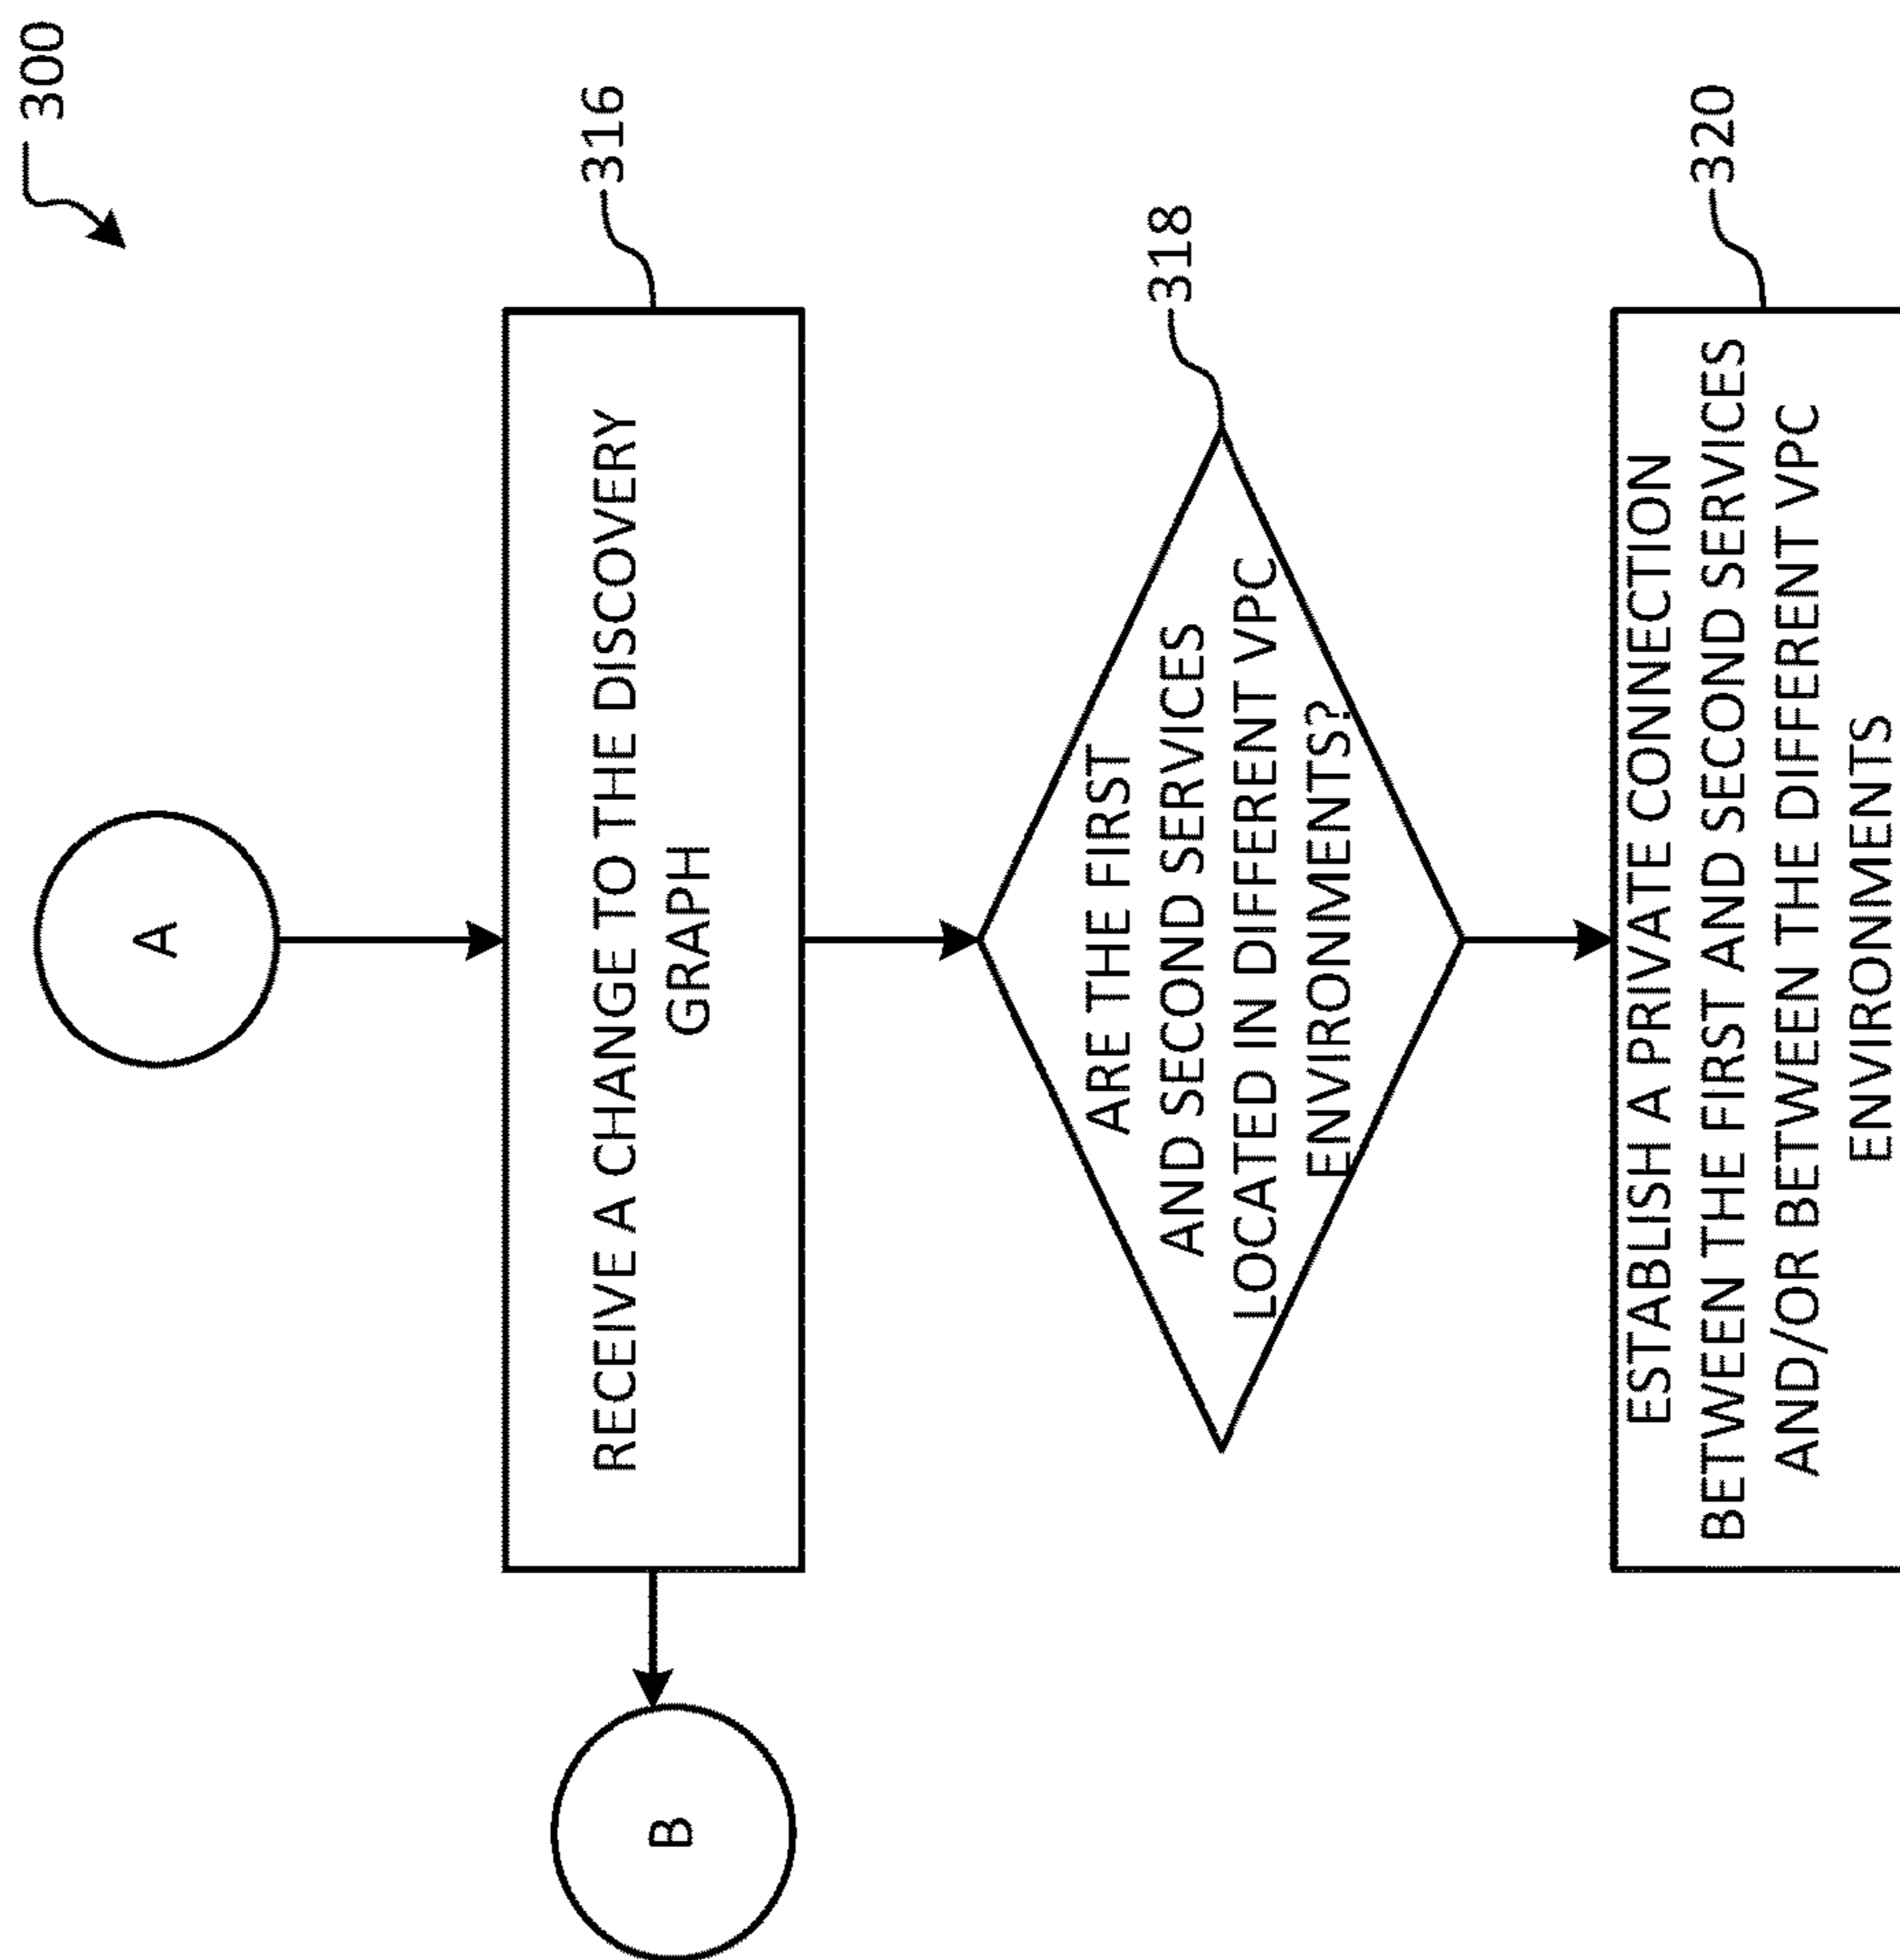 300
A
316
RECEIVE A CHANGE TO THE DISCOVERY
GRAPH
B
318
ARE THE FIRST
AND SECOND SERVICES
LOCATED IN DIFFERENT VPC
ENVIRONMENTS?
320
ESTABLISH A PRIVATE CONNECTION
BETWEEN THE FIRST AND SECOND SERVICES
AND/OR BETWEEN THE DIFFERENT VPC
ENVIRONMENTS